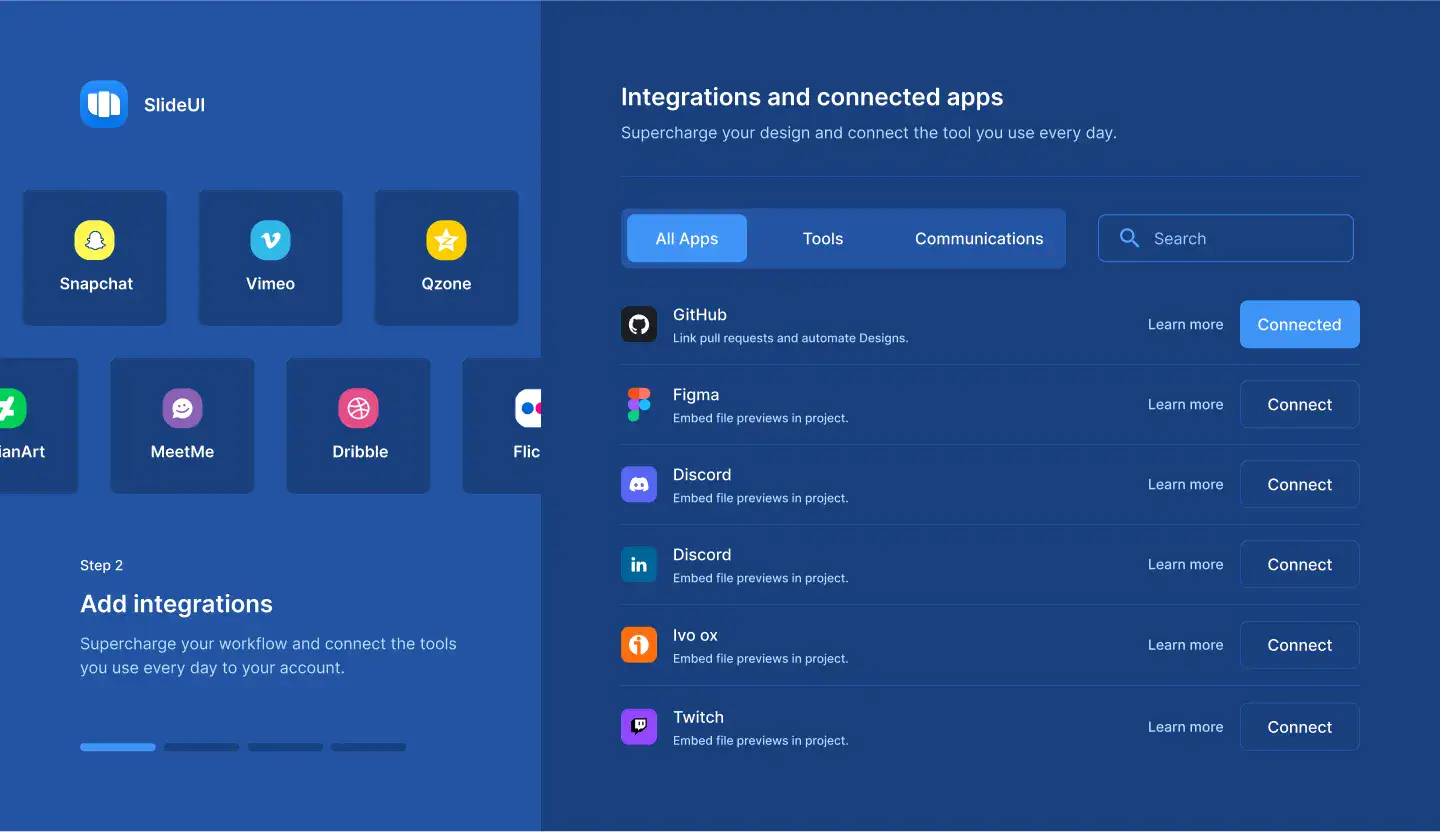 SlideUI
Snapchat
Vimeo
Qzone
ianArt
MeetMe
Dribble
Flic
Step 2
Add integrations
Supercharge your workflow and connect the tools
you use every day to your account.
Integrations and connected apps
Supercharge your design and connect the tool you use every day.
All Apps
Tools
Communications
Search
GitHub
Link pull requests and automate Designs.
Learn more
Connected
Figma
Embed file previews in project.
Learn more
Connect
Discord
Embed file previews in project.
Learn more
Connect
in
Discord
Embed file previews in project.
Learn more
Connect
Ivo ox
Embed file previews in project.
Learn more
Connect
Twitch
Embed file previews in project.
Learn more
Connect